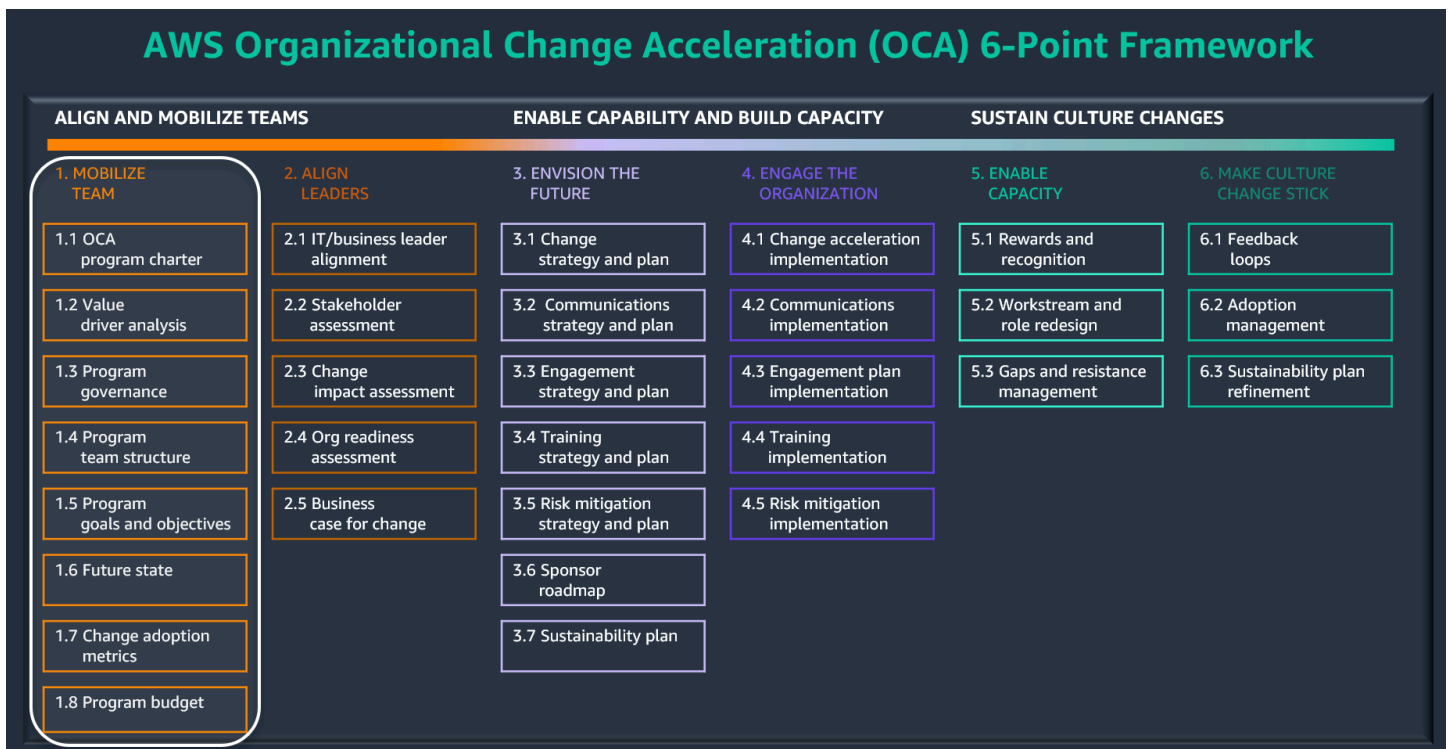 AWS Organizational Change Acceleration (OCA) 6-Point Framework
ALIGN AND MOBILIZE TEAMS
ENABLE CAPABILITY AND BUILD CAPACITY
SUSTAIN CULTURE CHANGES
1. MOBILIZE
TEAM
1.1 OCA
program charter
1.2 Value
driver analysis
1.3 Program
governance
1.4 Program
team structure
1.5 Program
goals and objectives
1.6 Future state
1.7 Change adoption
metrics
1.8 Program budget
2. ALIGN
LEADERS
2.1 IT/business leader
alignment
2.2 Stakeholder
assessment
2.3 Change
impact assessment
2.4 Org readiness
assessment
2.5 Business
case for change
3. ENVISION THE
FUTURE
3.1 Change
strategy and plan
3.2 Communications
strategy and plan
3.3 Engagement
strategy and plan
3.4 Training
strategy and plan
3.5 Risk mitigation
strategy and plan
3.6 Sponsor
roadmap
3.7 Sustainability plan
4. ENGAGE THE
ORGANIZATION
4.1 Change acceleration
implementation
4.2 Communications
implementation
4.3 Engagement plan
implementation
4.4 Training
implementation
4.5 Risk mitigation
implementation
5. ENABLE
CAPACITY
5.1 Rewards and
recognition
5.2 Workstream and
role redesign
5.3 Gaps and resistance
management
6. MAKE CULTURE
CHANGE STICK
6.1 Feedback
loops
6.2 Adoption
management
6.3 Sustainability plan
refinement